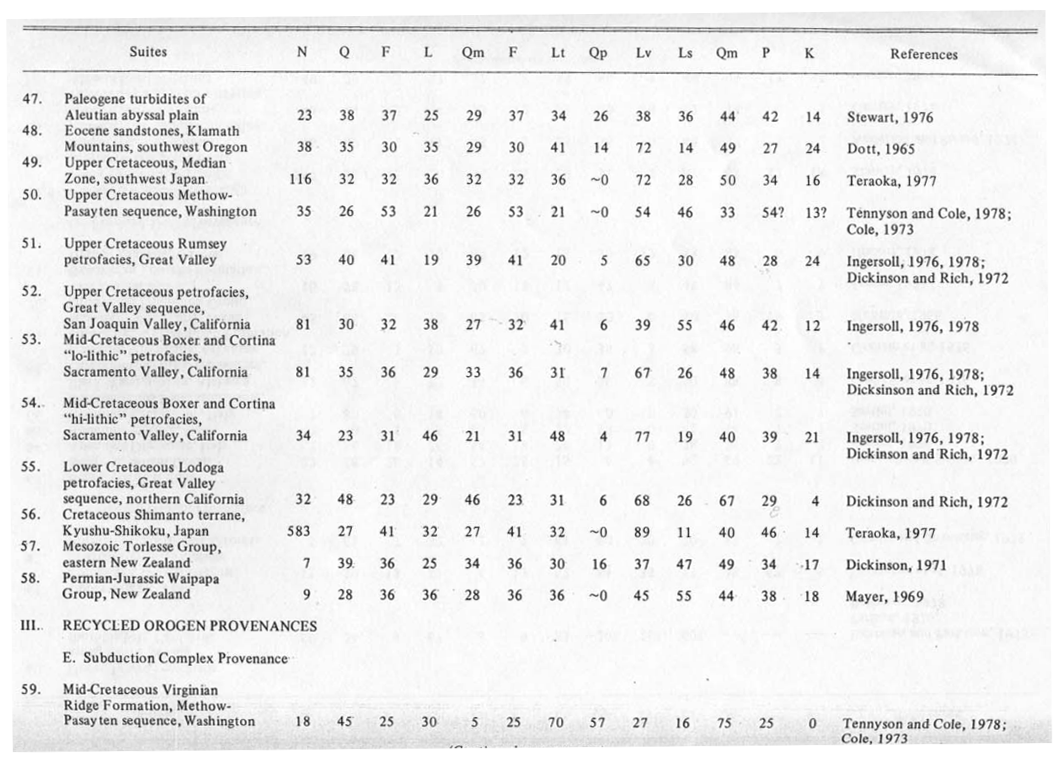 Suites N Q F L Qm F Lt Qp Lv Ls Qm P K References
47. Paleogene turbidites of
Aleutian abyssal plain 23 38 37 25 29 37 34 26 38 36 44 42 14 Stewart, 1976
48. Eocene sandstones, Klamath
Mountains, southwest Oregon 38 35 30 35 29 30 41 14 72 14 49 27 24 Dott, 1965
49. Upper Cretaceous, Median
Zone, southwest Japan 116 32 32 36 32 32 36 ~0 72 28 50 34 16 Teraoka, 1977
50. Upper Cretaceous Methow-
Pasayten sequence, Washington 35 26 53 21 26 53 21 ~0 54 46 33 54? 13? Tennyson and Cole, 1978;
Cole, 1973
51. Upper Cretaceous Rumsey
petrofacies, Great Valley 53 40 41 19 39 41 20 5 65 30 48 28 24 Ingersoll, 1976, 1978;
Dickinson and Rich, 1972
52. Upper Cretaceous petrofacies,
Great Valley sequence,
San Joaquin Valley, California 81 30 32 38 27 32 41 6 39 55 46 42 12 Ingersoll, 1976, 1978
53. Mid-Cretaceous Boxer and Cortina
"lo-lithic" petrofacies,
Sacramento Valley, California 81 35 36 29 33 36 31 7 67 26 48 38 14 Ingersoll, 1976, 1978;
Dicksinson and Rich, 1972
54. Mid-Cretaceous Boxer and Cortina
"hi-lithic" petrofacies,
Sacramento Valley, California 34 23 31 46 21 31 48 4 77 19 40 39 21 Ingersoll, 1976, 1978;
Dickinson and Rich, 1972
55. Lower Cretaceous Lodoga
petrofacies, Great Valley
sequence, northern California 32 48 23 29 46 23 31 6 68 26 67 29 4 Dickinson and Rich, 1972
56. Cretaceous Shimanto terrane,
Kyushu-Shikoku, Japan 583 27 41 32 27 41 32 ~0 89 11 40 46 14 Teraoka, 1977
57. Mesozoic Torlesse Group,
eastern New Zealand 7 39 36 25 34 36 30 16 37 47 49 34 17 Dickinson, 1971
58. Permian-Jurassic Waipapa
Group, New Zealand 9 28 36 36 28 36 36 ~0 45 55 44 38 18 Mayer, 1969
III. RECYCLED OROGEN PROVENANCES
E. Subduction Complex Provenance
59. Mid-Cretaceous Virginian
Ridge Formation, Methow-
Pasayten sequence, Washington 18 45 25 30 5 25 70 57 27 16 75 25 0 Tennyson and Cole, 1978;
Cole, 1973